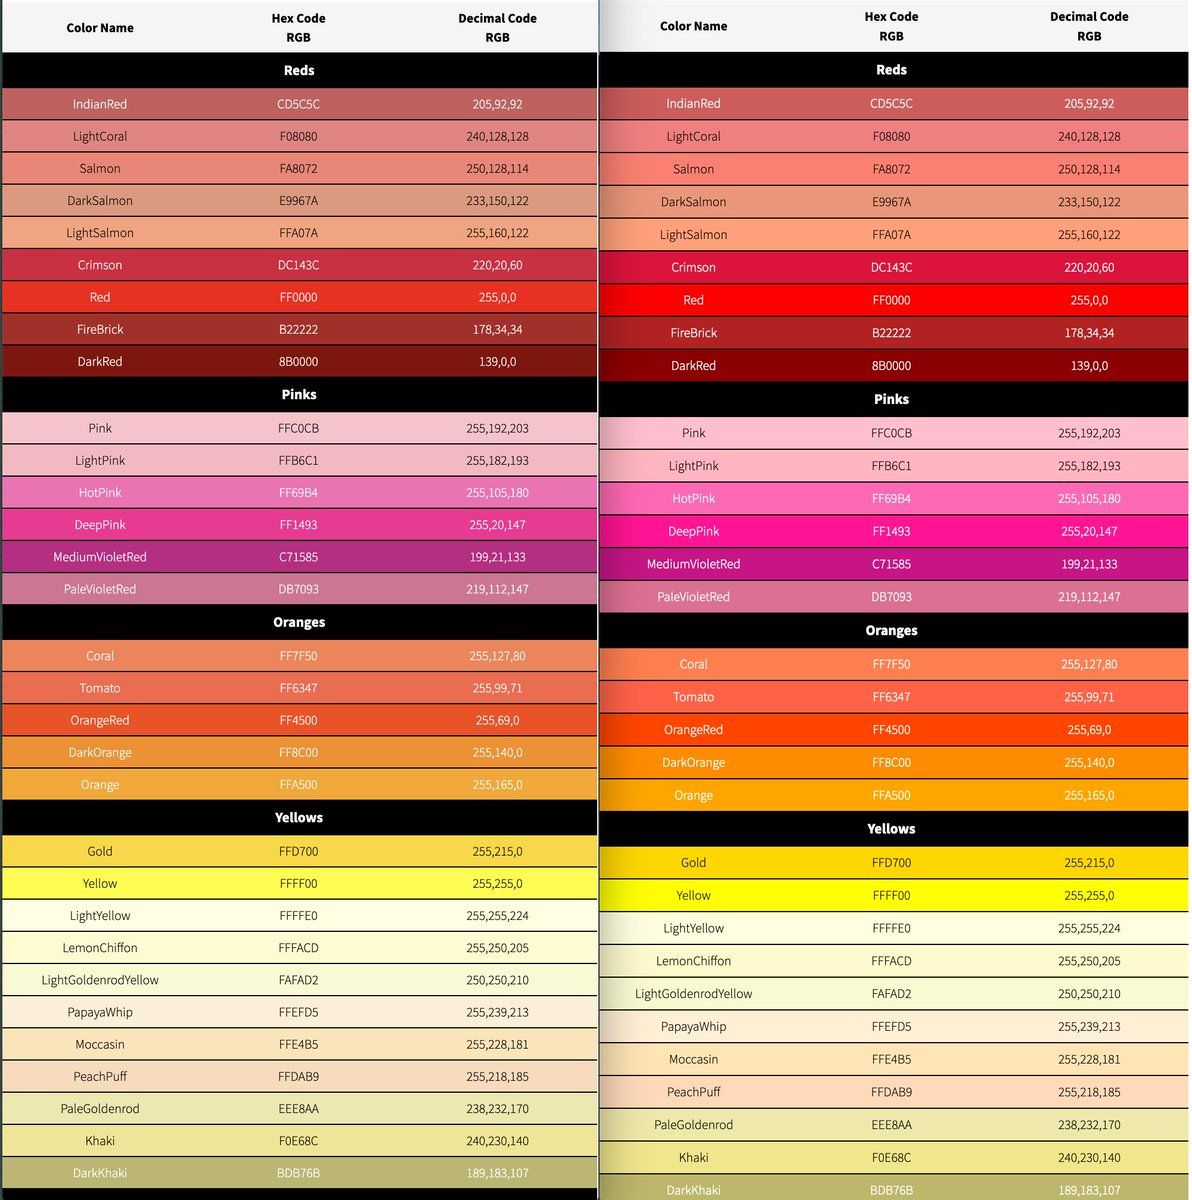 Color Name Hex Code RGB Decimal Code RGB
Reds
IndianRed CD5C5C 205,92,92
LightCoral F08080 240,128,128
Salmon FA8072 250,128,114
DarkSalmon E9967A 233,150,122
LightSalmon FFA07A 255,160,122
Crimson DC143C 220,20,60
Red FF0000 255,0,0
FireBrick B22222 178,34,34
DarkRed 8B0000 139,0,0
Pinks
Pink FFC0CB 255,192,203
LightPink FFB6C1 255,182,193
HotPink FF69B4 255,105,180
DeepPink FF1493 255,20,147
MediumVioletRed C71585 199,21,133
PaleVioletRed DB7093 219,112,147
Oranges
Coral FF7F50 255,127,80
Tomato FF6347 255,99,71
OrangeRed FF4500 255,69,0
DarkOrange FF8C00 255,140,0
Orange FFA500 255,165,0
Yellows
Gold FFD700 255,215,0
Yellow FFFF00 255,255,0
LightYellow FFFFE0 255,255,224
LemonChiffon FFFACD 255,250,205
LightGoldenrodYellow FAFAD2 250,250,210
PapayaWhip FFEFD5 255,239,213
Moccasin FFE4B5 255,228,181
PeachPuff FFDAB9 255,218,185
PaleGoldenrod EEE8AA 238,232,170
Khaki F0E68C 240,230,140
DarkKhaki BDB76B 189,183,107
Color Name Hex Code RGB Decimal Code RGB
Reds
IndianRed CD5C5C 205,92,92
LightCoral F08080 240,128,128
Salmon FA8072 250,128,114
DarkSalmon E9967A 233,150,122
LightSalmon FFA07A 255,160,122
Crimson DC143C 220,20,60
Red FF0000 255,0,0
FireBrick B22222 178,34,34
DarkRed 8B0000 139,0,0
Pinks
Pink FFC0CB 255,192,203
LightPink FFB6C1 255,182,193
HotPink FF69B4 255,105,180
DeepPink FF1493 255,20,147
MediumVioletRed C71585 199,21,133
PaleVioletRed DB7093 219,112,147
Oranges
Coral FF7F50 255,127,80
Tomato FF6347 255,99,71
OrangeRed FF4500 255,69,0
DarkOrange FF8C00 255,140,0
Orange FFA500 255,165,0
Yellows
Gold FFD700 255,215,0
Yellow FFFF00 255,255,0
LightYellow FFFFE0 255,255,224
LemonChiffon FFFACD 255,250,205
LightGoldenrodYellow FAFAD2 250,250,210
PapayaWhip FFEFD5 255,239,213
Moccasin FFE4B5 255,228,181
PeachPuff FFDAB9 255,218,185
PaleGoldenrod EEE8AA 238,232,170
Khaki F0E68C 240,230,140
DarkKhaki BDB76B 189,183,107